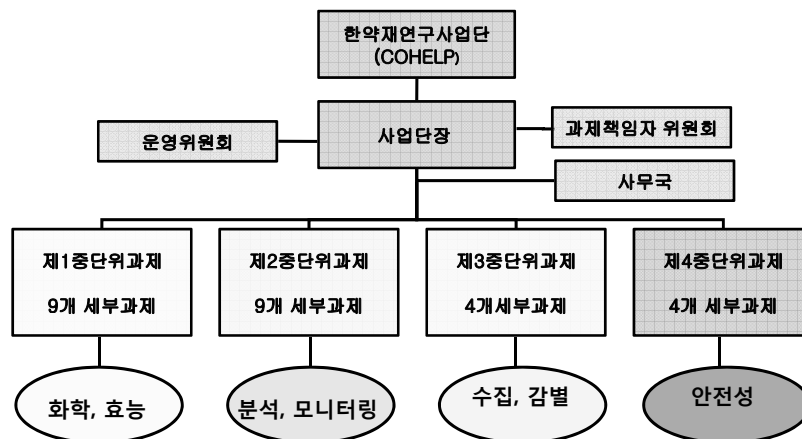 한약재연구사업단
(COHELP)
사업단장
운영위원회
과제책임자 위원회
사무국
제1중단위과제
9개 세부과제
제2중단위과제
9개 세부과제
제3중단위과제
4개세부과제
제4중단위과제
4개 세부과제
화학, 효능
분석, 모니터링
수집, 감별
안전성